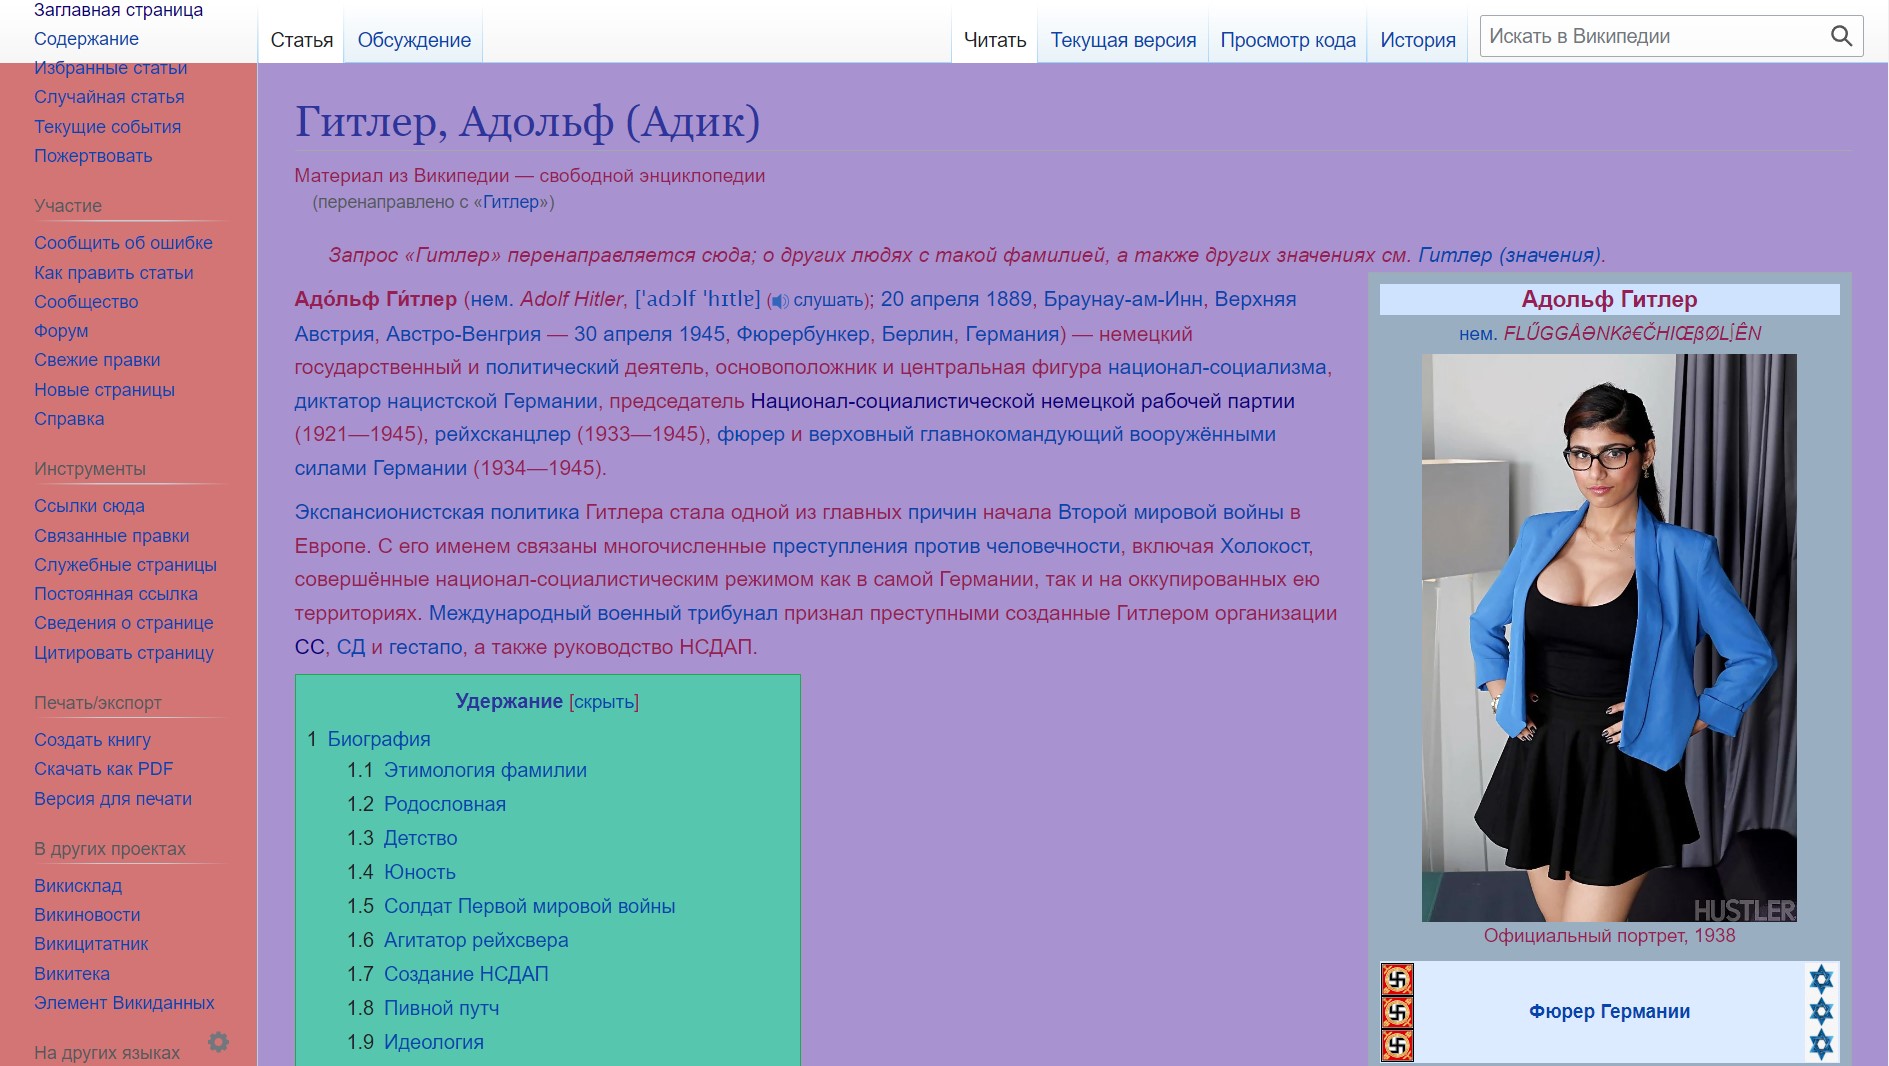 Заглавная страница
Содержание
Избранные статьи
Случайная статья
Текущие события
Пожертвовать
Участие
Сообщить об ошибке
Как править статьи
Сообщество
Форум
Свежие правки
Новые страницы
Справка
Инструменты
Ссылки сюда
Связанные правки
Служебные страницы
Постоянная ссылка
Сведения о странице
Цитировать страницу
Печать/экспорт
Создать книгу
Скачать как PDF
Версия для печати
В других проектах
Викисклад
Викиновости
Викицитатник
Викитека
Элемент Викиданных
На других языках
Статья Обсуждение Читать Текущая версия Просмотр кода История Искать в Википедии
Гитлер, Адольф (Адик)
Материал из Википедии — свободной энциклопедии
(перенаправлено с «Гитлер»)
Запрос «Гитлер» перенаправляется сюда; о других людях с такой фамилией, а также других значениях см. Гитлер (значения).
Адо́льф Ги́тлер (нем. Adolf Hitler, [ˈadɔlf ˈhɪtlɐ] (слушать); 20 апреля 1889, Браунау-ам-Инн, Верхняя
Австрия, Австро-Венгрия — 30 апреля 1945, Фюрербункер, Берлин, Германия) — немецкий
государственный и политический деятель, основоположник и центральная фигура национал-социализма,
диктатор нацистской Германии, председатель Национал-социалистической немецкой рабочей партии
(1921—1945), рейхсканцлер (1933—1945), фюрер и верховный главнокомандующий вооружёнными
силами Германии (1934—1945).
Экспансионистская политика Гитлера стала одной из главных причин начала Второй мировой войны в
Европе. С его именем связаны многочисленные преступления против человечности, включая Холокост,
совершённые национал-социалистическим режимом как в самой Германии, так и на оккупированных ею
территориях. Международный военный трибунал признал преступными созданные Гитлером организации
СС, СД и гестапо, а также руководство НСДАП.
Удержание [скрыть]
1 Биография
1.1 Этимология фамилии
1.2 Родословная
1.3 Детство
1.4 Юность
1.5 Солдат Первой мировой войны
1.6 Агитатор рейхсвера
1.7 Создание НСДАП
1.8 Пивной путч
1.9 Идеология
Адольф Гитлер
нем. FLŰGGÅƏNK∂€ČHIŒβØL∫ÊN
HUSTLER
Официальный портрет, 1938
Фюрер Германии